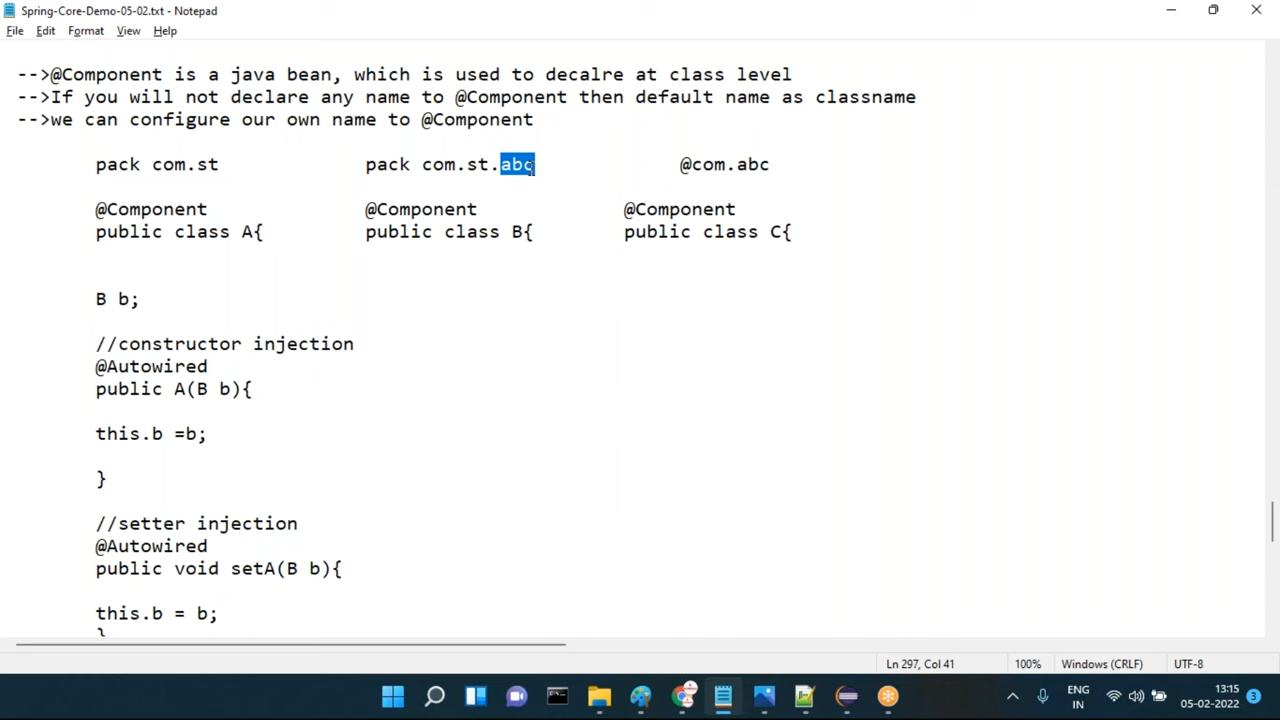 Spring-Core-Demo-05-02.txt - Notepad
File Edit Format View Help
-->@Component is a java bean, which is used to decalre at class level
-->If you will not declare any name to @Component then default name as classname
-->we can configure our own name to @Component
pack com.st pack com.st.abc @com.abc
@Component @Component @Component
public class A{ public class B{ public class C{
B b;
//constructor injection
@Autowired
public A(B b){
this.b =b;
}
//setter injection
@Autowired
public void setA(B b){
this.b = b;
}
Ln 297, Col 41 100% Windows (CRLF) UTF-8
ENG
IN
13:15
05-02-2022
3